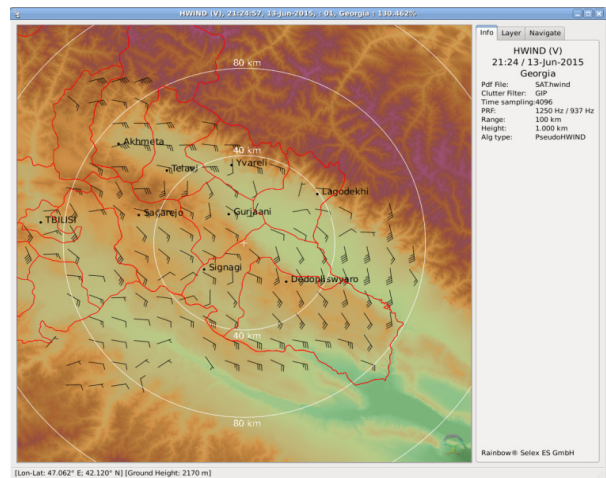 HWIND (V), 21:24:57, 13-Jun-2015, : 01, Georgia : 130.462%
Info Layer Navigate
HWIND (V)
21:24 / 13-Jun-2015
Georgia
Pdf File: SAT.hwind
Clutter Filter: GIP
Time sampling:4096
PRF: 1250 Hz / 937 Hz
Range: 100 km
Height: 1.000 km
Alg type: PseudoHWIND
80 km
Akhmeta
40 km
Yvareli
Telavi
Lagodekhi
Sagarejo
Gurjaani
TBILISI
Signagi
Dedoplistswyaro
40 km
80 km
Rainbow® Selex ES GmbH
[Lon-Lat: 47.062° E; 42.120° N] [Ground Height: 2170 m]